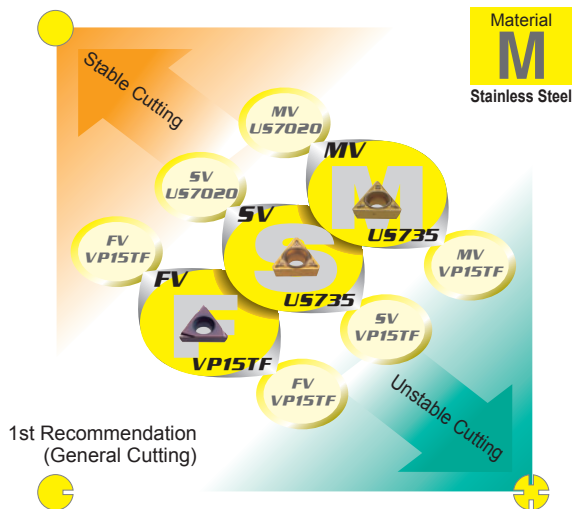 Material
M
Stainless Steel
Stable Cutting
MV
US7020
SV
US7020
FV
VP15TF
MV
M
US735
SV
S
US735
FV
F
VP15TF
MV
VP15TF
SV
VP15TF
FV
VP15TF
Unstable Cutting
1st Recommendation
(General Cutting)